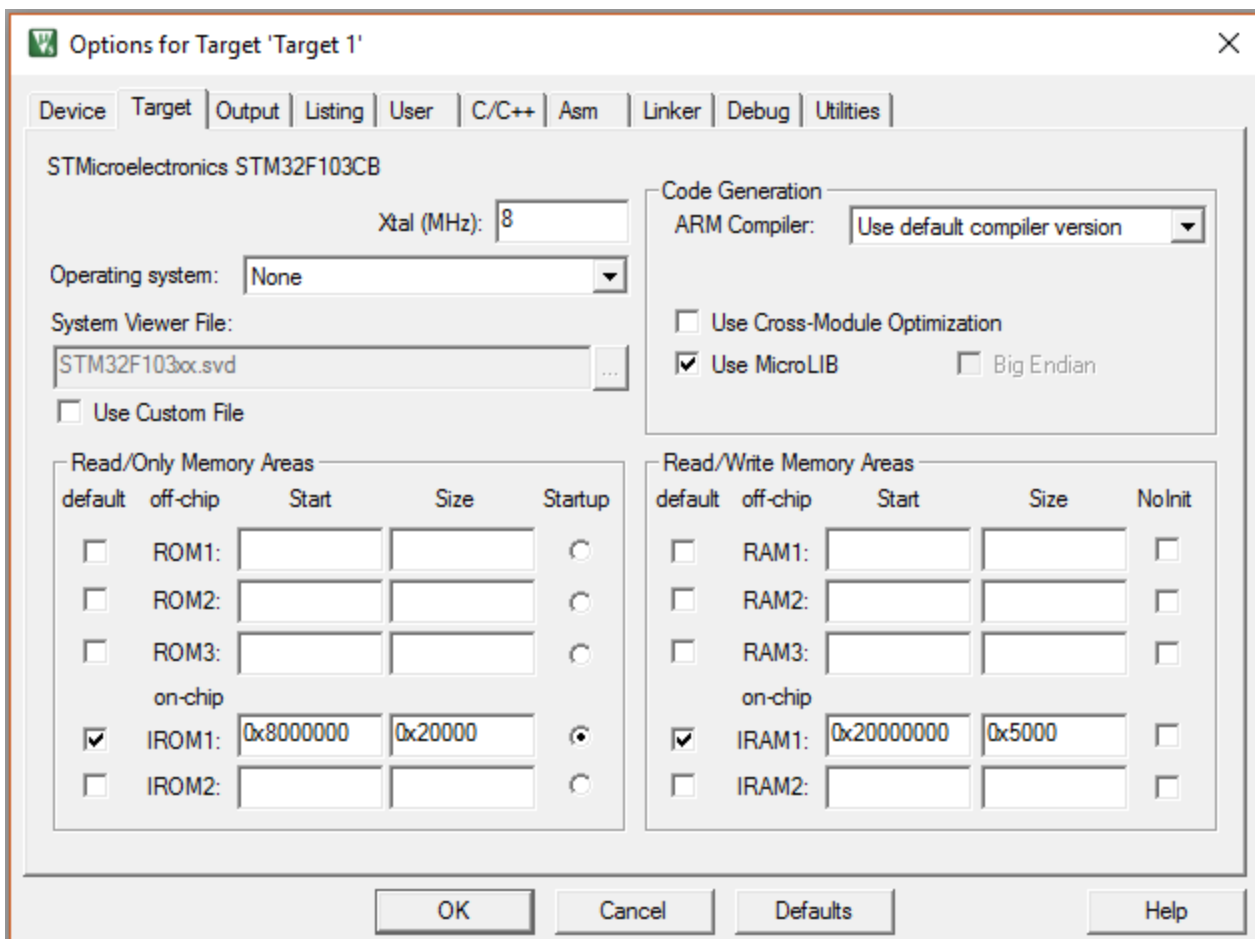 Options for Target 'Target 1'
Device Target Output Listing User C/C++ Asm Linker Debug Utilities
STMicroelectronics STM32F103CB
Xtal (MHz): 8
Operating system: None
System Viewer File:
STM32F103xx.svd ...
Use Custom File
Code Generation
ARM Compiler: Use default compiler version
Use Cross-Module Optimization
Use MicroLIB Big Endian
Read/Only Memory Areas
default off-chip Start Size Startup
ROM1:
ROM2:
ROM3:
on-chip
IROM1: 0x8000000 0x20000
IROM2:
Read/Write Memory Areas
default off-chip Start Size NoInit
RAM1:
RAM2:
RAM3:
on-chip
IRAM1: 0x20000000 0x5000
IRAM2:
OK Cancel Defaults Help